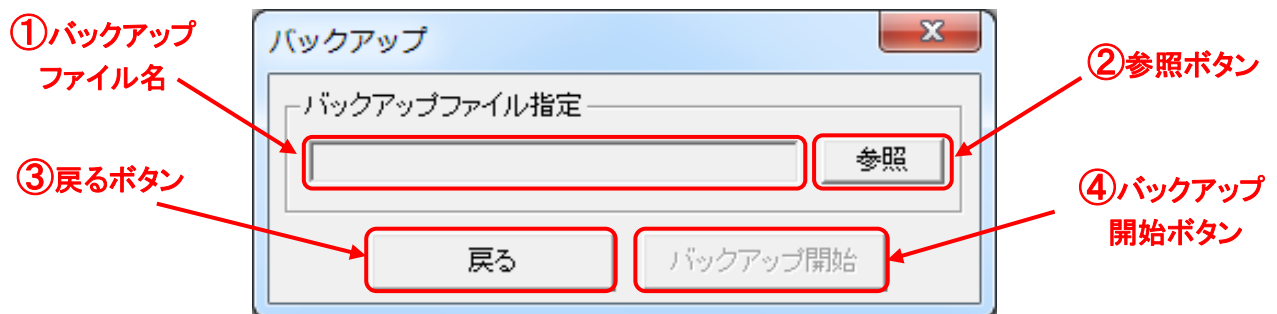 ①バックアップ
ファイル名
バックアップ
②参照ボタン
バックアップファイル指定
参照
③戻るボタン
④バックアップ
開始ボタン
戻る
バックアップ開始